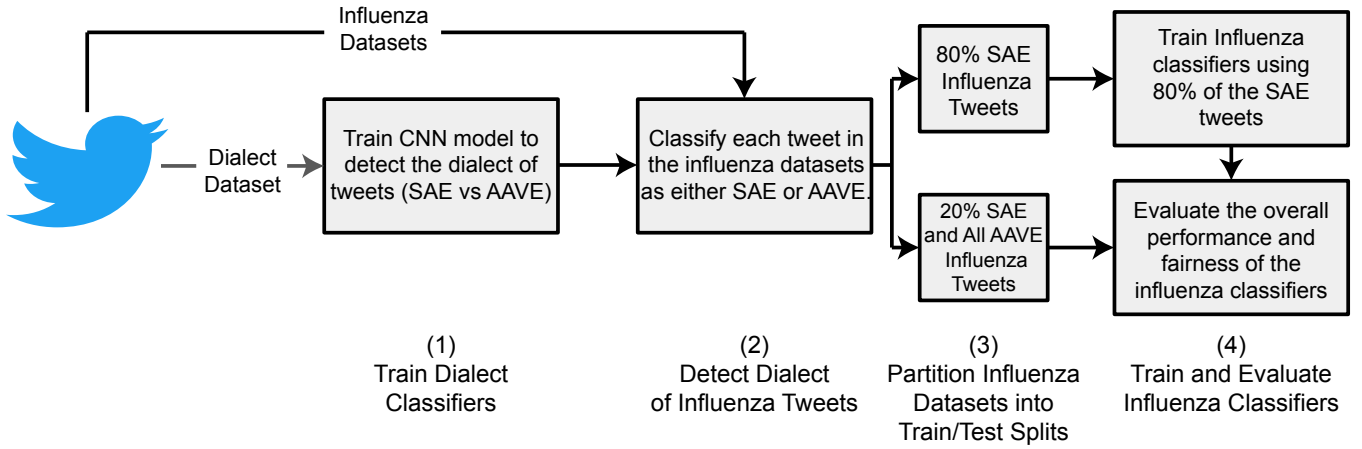 Influenza
Datasets
Dialect
Dataset
Train CNN model to
detect the dialect of
tweets (SAE vs AAVE)
Classify each tweet in
the influenza datasets
as either SAE or AAVE.
80% SAE
Influenza
Tweets
Train Influenza
classifiers using
80% of the SAE
tweets
20% SAE
and All AAVE
Influenza
Tweets
Evaluate the overall
performance and
fairness of the
influenza classifiers
(1)
Train Dialect
Classifiers
(2)
Detect Dialect
of Influenza Tweets
(3)
Partition Influenza
Datasets into
Train/Test Splits
(4)
Train and Evaluate
Influenza Classifiers